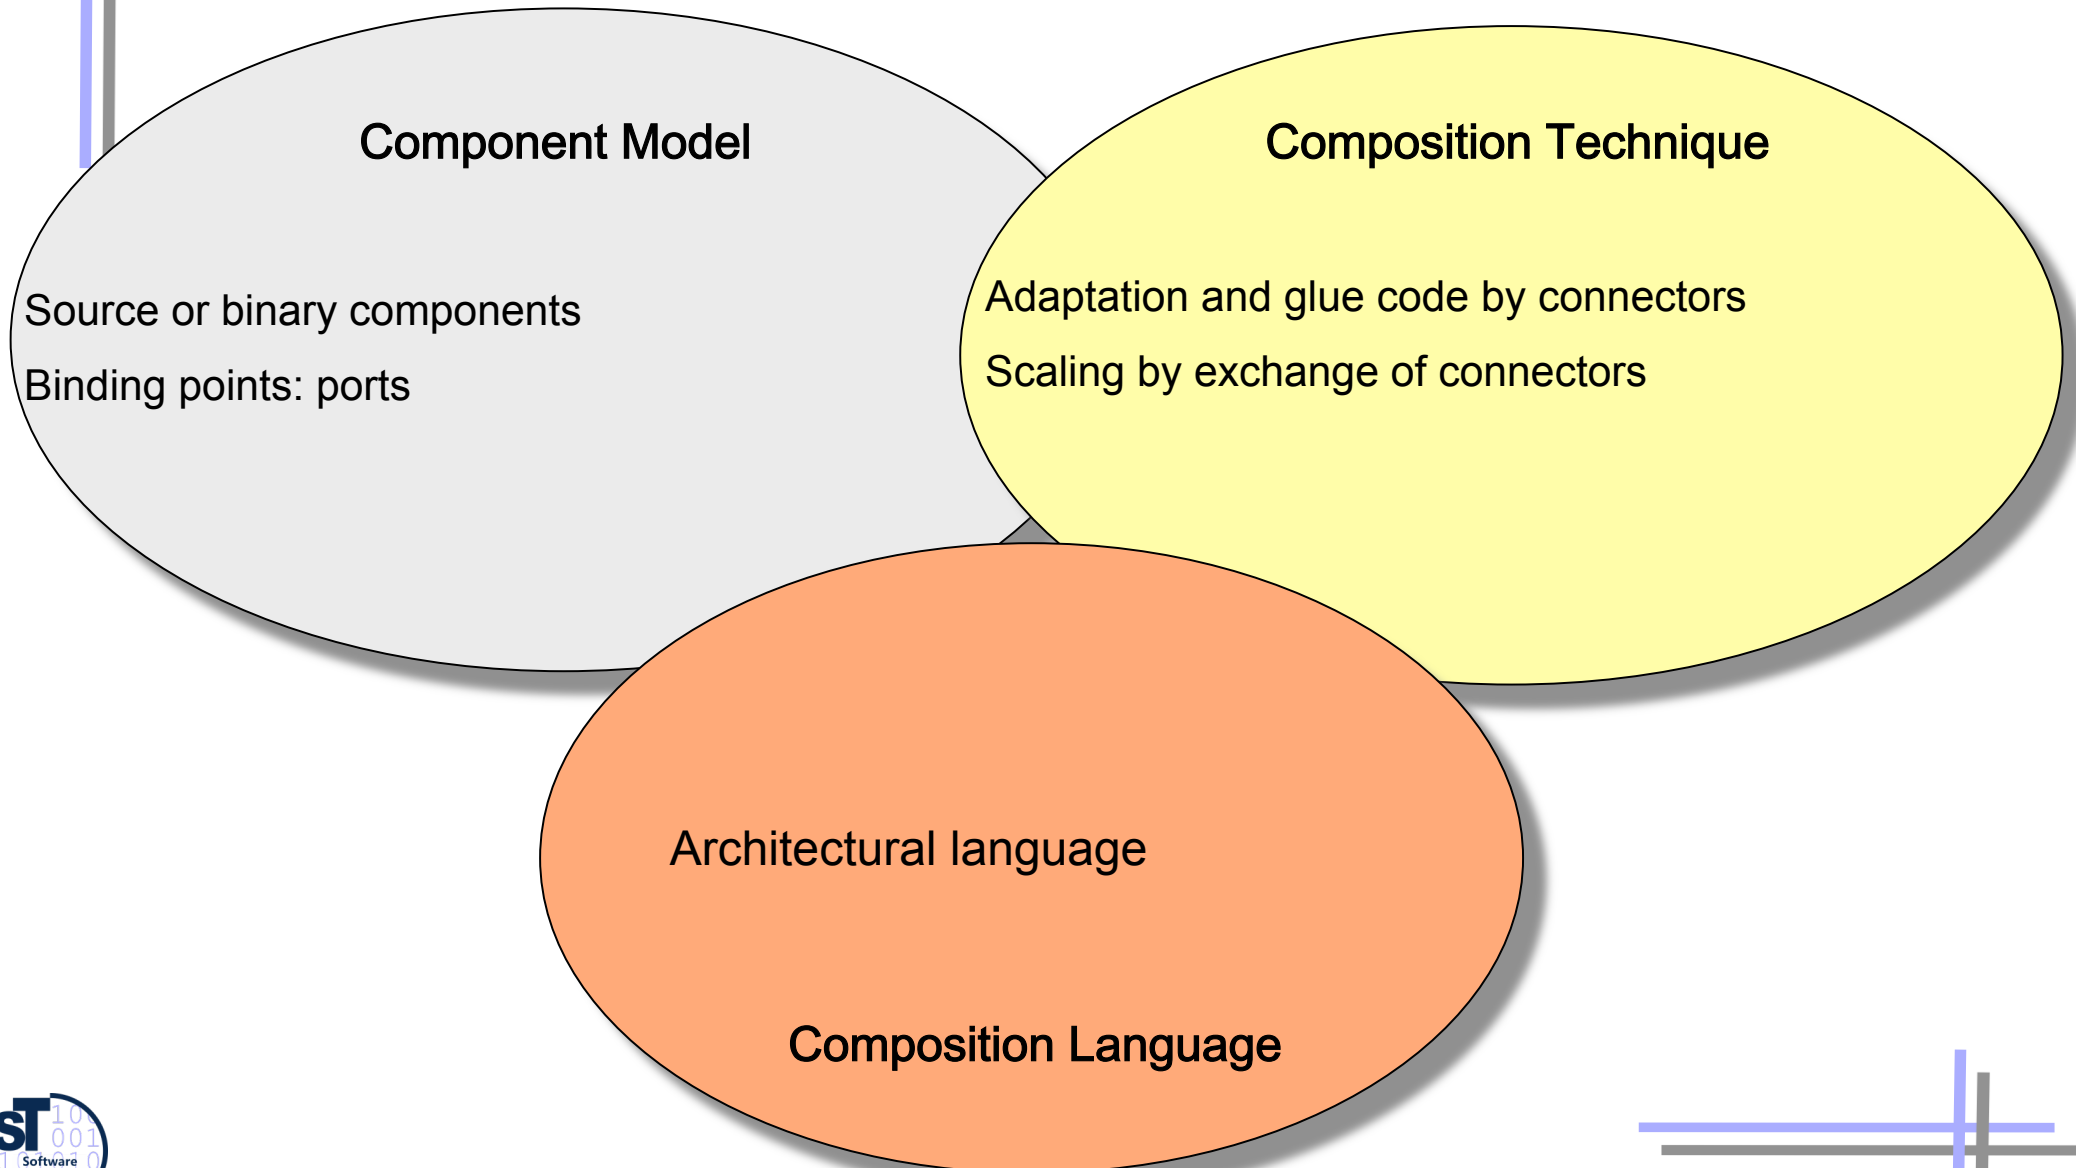 Component Model
Composition Technique
Source or binary components
Binding points: ports
Adaptation and glue code by connectors
Scaling by exchange of connectors
Architectural language
Composition Language
ST
Software